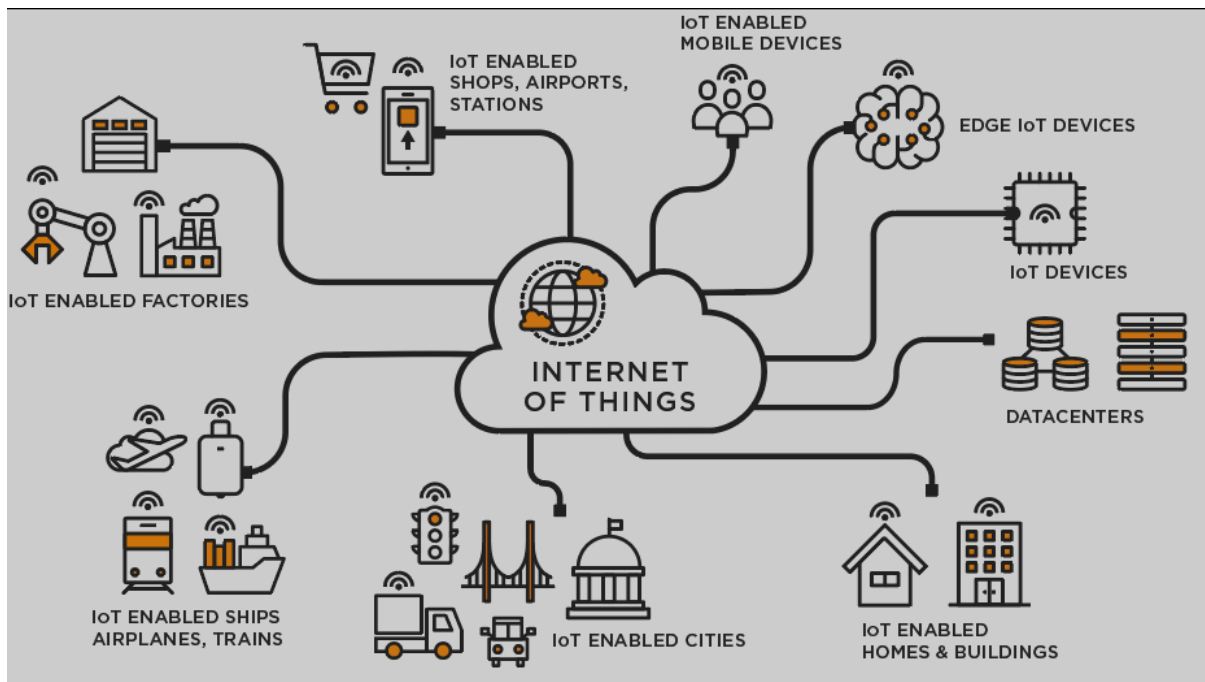 IoT ENABLED
MOBILE DEVICES
IoT ENABLED
SHOPS, AIRPORTS,
STATIONS
EDGE IoT DEVICES
IoT DEVICES
IoT ENABLED FACTORIES
INTERNET
OF THINGS
DATACENTERS
IoT ENABLED SHIPS
AIRPLANES, TRAINS
IoT ENABLED CITIES
IoT ENABLED
HOMES & BUILDINGS